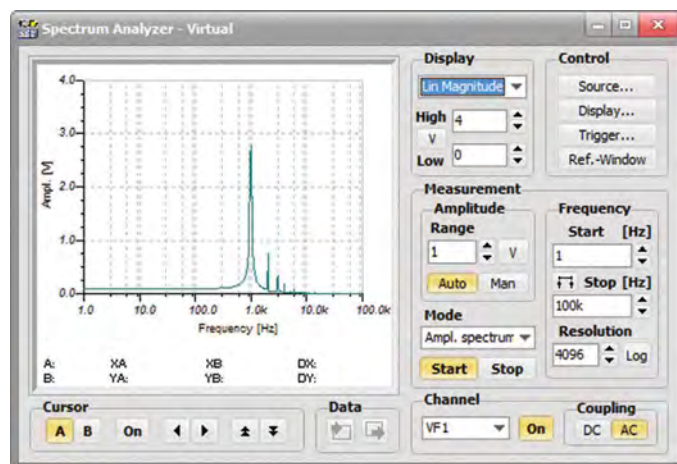 Spectrum Analyzer - Virtual
4.0
3.0
2.0
1.0
0.0
Ampl. [V]
1.0 10.0 100.0 1.0k 10.0k 100.0k
Frequency [Hz]
A: XA XB DX:
B: YA: YB: DY:
Cursor
A B On
Data
Display
Lin Magnitude
High 4
V
Low 0
Control
Source...
Display...
Trigger...
Ref.-Window
Measurement
Amplitude
Range
1 V
Auto Man
Mode
Ampl. spectrum
Start Stop
Frequency
Start [Hz]
1
Stop [Hz]
100k
Resolution
4096 Log
Channel
VF1 On
Coupling
DC AC